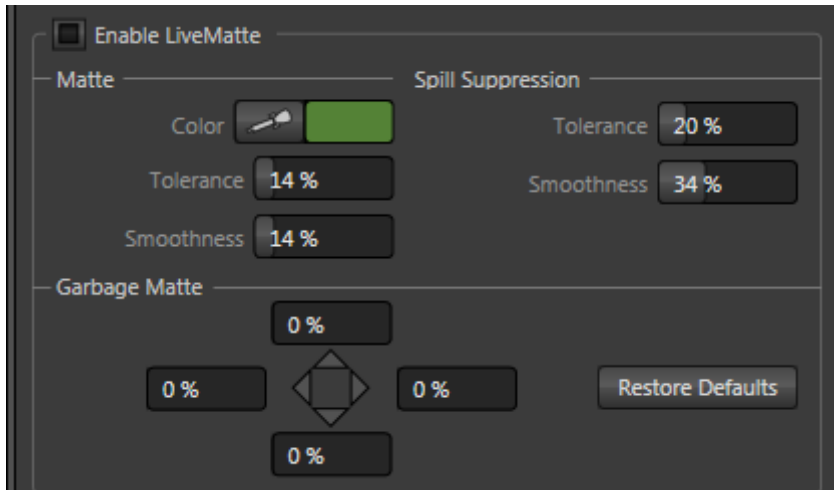 Enable LiveMatte
Matte
Spill Suppression
Color
Tolerance 20 %
Tolerance 14 %
Smoothness 34 %
Smoothness 14 %
Garbage Matte
0 %
0 %
0 %
Restore Defaults
0 %